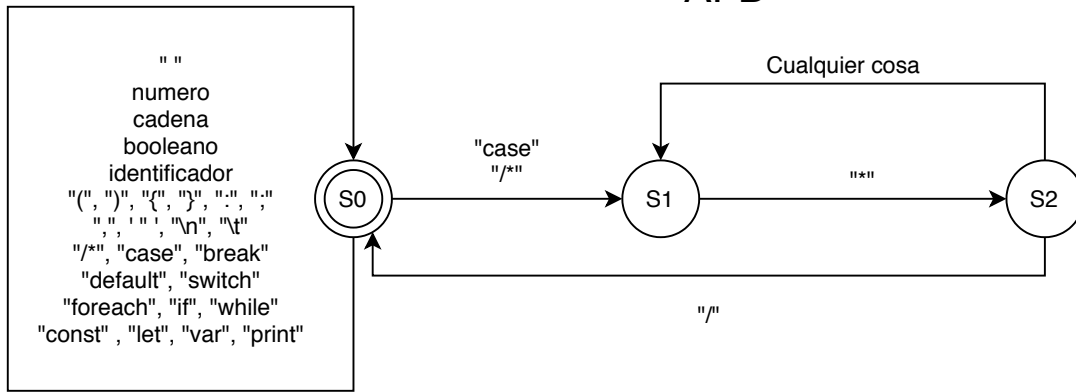 " "
numero
cadena
booleano
identificador
"(", ")", "{", "}", ":", ";"
",", ' " ', "\n", "\t"
"/*", "case", "break"
"default", "switch"
"foreach", "if", "while"
"const" , "let", "var", "print"
S0
"case"
"/*"
S1
Cualquier cosa
"*"
S2
"/"